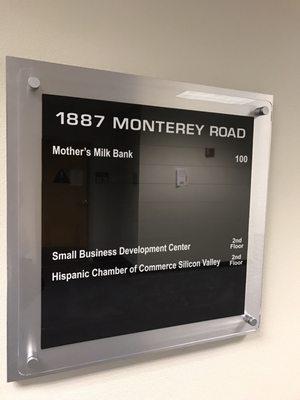 1887 MONTEREY ROAD
Mother's Milk Bank 100
Small Business Development Center 2nd Floor
Hispanic Chamber of Commerce Silicon Valley 2nd Floor